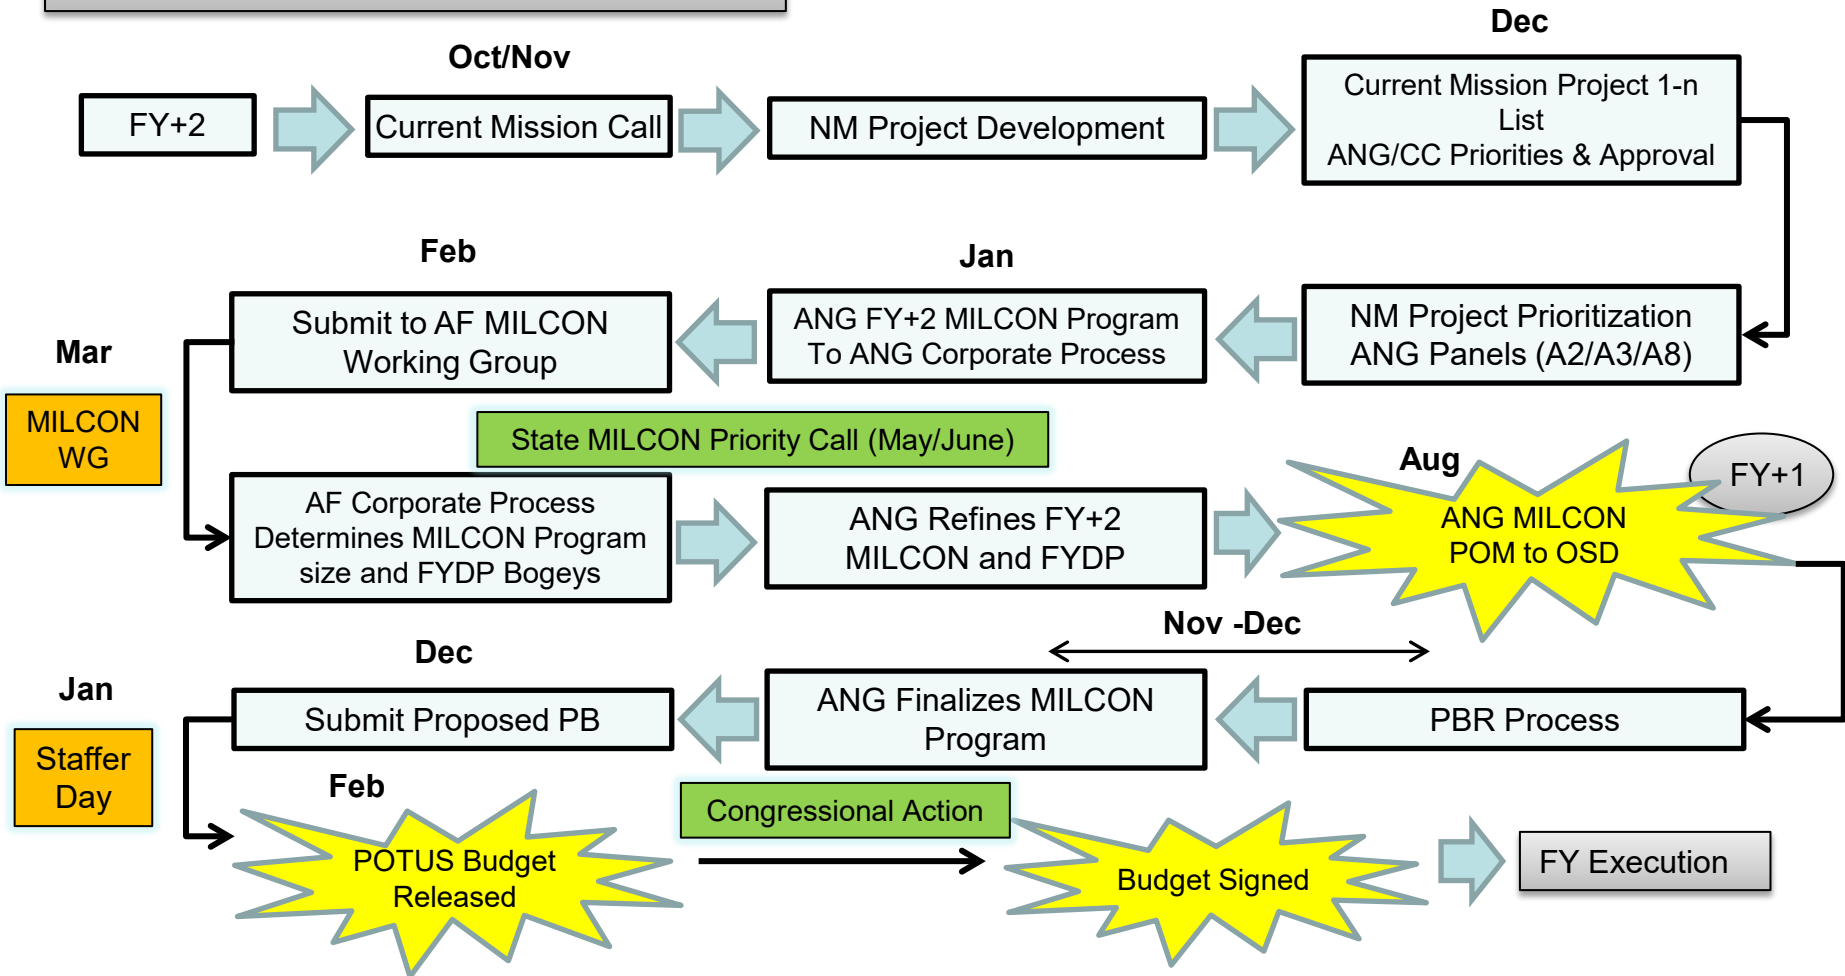 Dec
Oct/Nov
FY+2
Current Mission Call
NM Project Development
Current Mission Project 1-n
List
ANG/CC Priorities & Approval
Feb
Jan
Submit to AF MILCON
Working Group
ANG FY+2 MILCON Program
To ANG Corporate Process
NM Project Prioritization
ANG Panels (A2/A3/A8)
Mar
MILCON
WG
State MILCON Priority Call (May/June)
AF Corporate Process
Determines MILCON Program
size and FYDP Bogeys
ANG Refines FY+2
MILCON and FYDP
Aug
ANG MILCON
POM to OSD
FY+1
Nov -Dec
Dec
Jan
Submit Proposed PB
ANG Finalizes MILCON
Program
PBR Process
Staffer
Day
Feb
Congressional Action
POTUS Budget
Released
Budget Signed
FY Execution